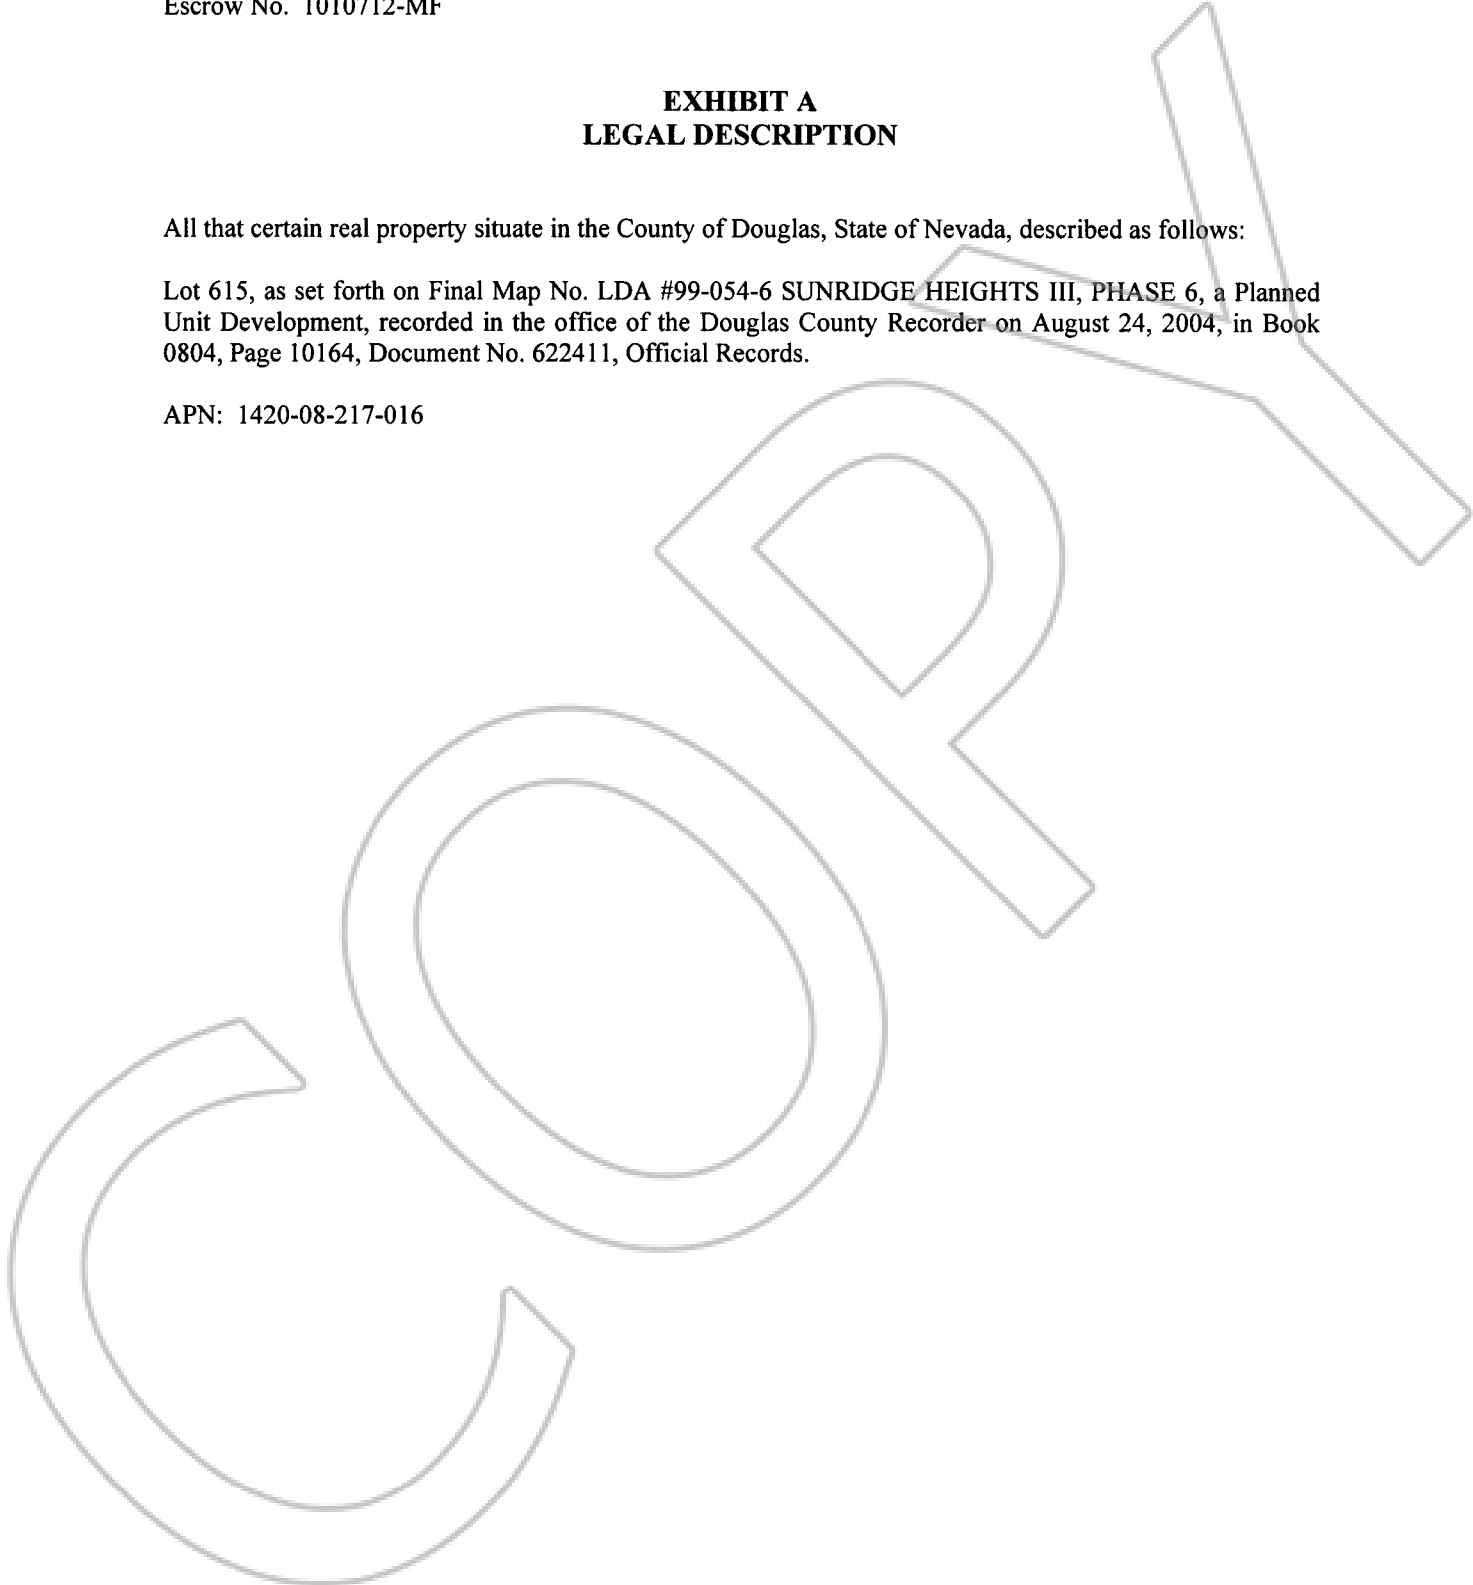 Escrow No. 1010712-MF
EXHIBIT A
LEGAL DESCRIPTION
All that certain real property situate in the County of Douglas, State of Nevada, described as follows:
Lot 615, as set forth on Final Map No. LDA #99-054-6 SUNRIDGE HEIGHTS III, PHASE 6, a Planned
Unit Development, recorded in the office of the Douglas County Recorder on August 24, 2004, in Book
0804, Page 10164, Document No. 622411, Official Records.
APN: 1420-08-217-016
COPY